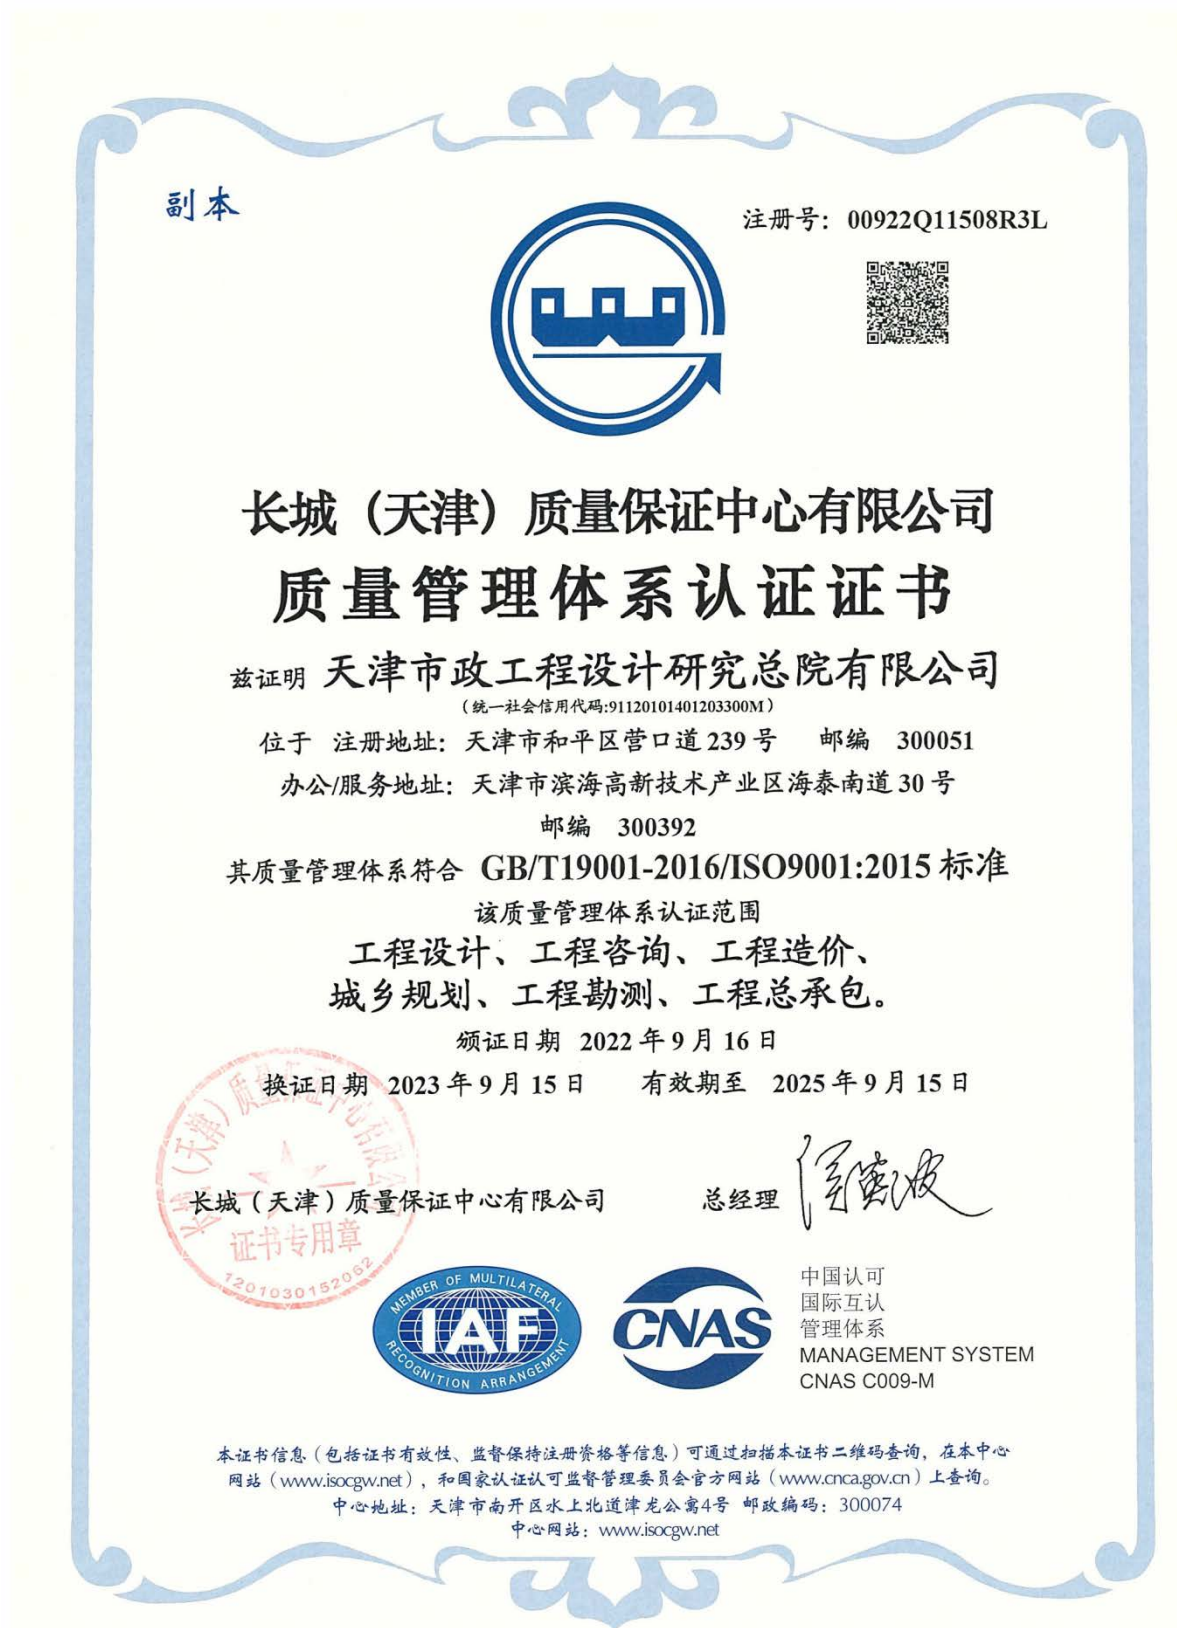 副本
注册号：00922Q11508R3L
长城（天津）质量保证中心有限公司
质量管理体系认证证书
兹证明 天津市政工程设计研究总院有限公司
（统一社会信用代码:91120101401203300M）
位于 注册地址：天津市和平区营口道239号 邮编 300051
办公/服务地址：天津市滨海高新技术产业区海泰南道30号
邮编 300392
其质量管理体系符合 GB/T19001-2016/ISO9001:2015标准
该质量管理体系认证范围
工程设计、工程咨询、工程造价、
城乡规划、工程勘测、工程总承包。
颁证日期 2022年9月16日
换证日期 2023年9月15日 有效期至 2025年9月15日
长城（天津）质量保证中心有限公司 总经理
长城（天津）质量保证中心有限公司
证书专用章
1201030152062
MEMBER OF MULTILATERAL
IAF
RECOGNITION ARRANGEMENT
CNAS
中国认可
国际互认
管理体系
MANAGEMENT SYSTEM
CNAS C009-M
本证书信息（包括证书有效性、监督保持注册资格等信息）可通过扫描本证书二维码查询，在本中心
网站（www.isocgw.net），和国家认证认可监督管理委员会官方网站（www.cnca.gov.cn）上查询。
中心地址：天津市南开区水上北道津龙公寓4号 邮政编码：300074
中心网站：www.isocgw.net